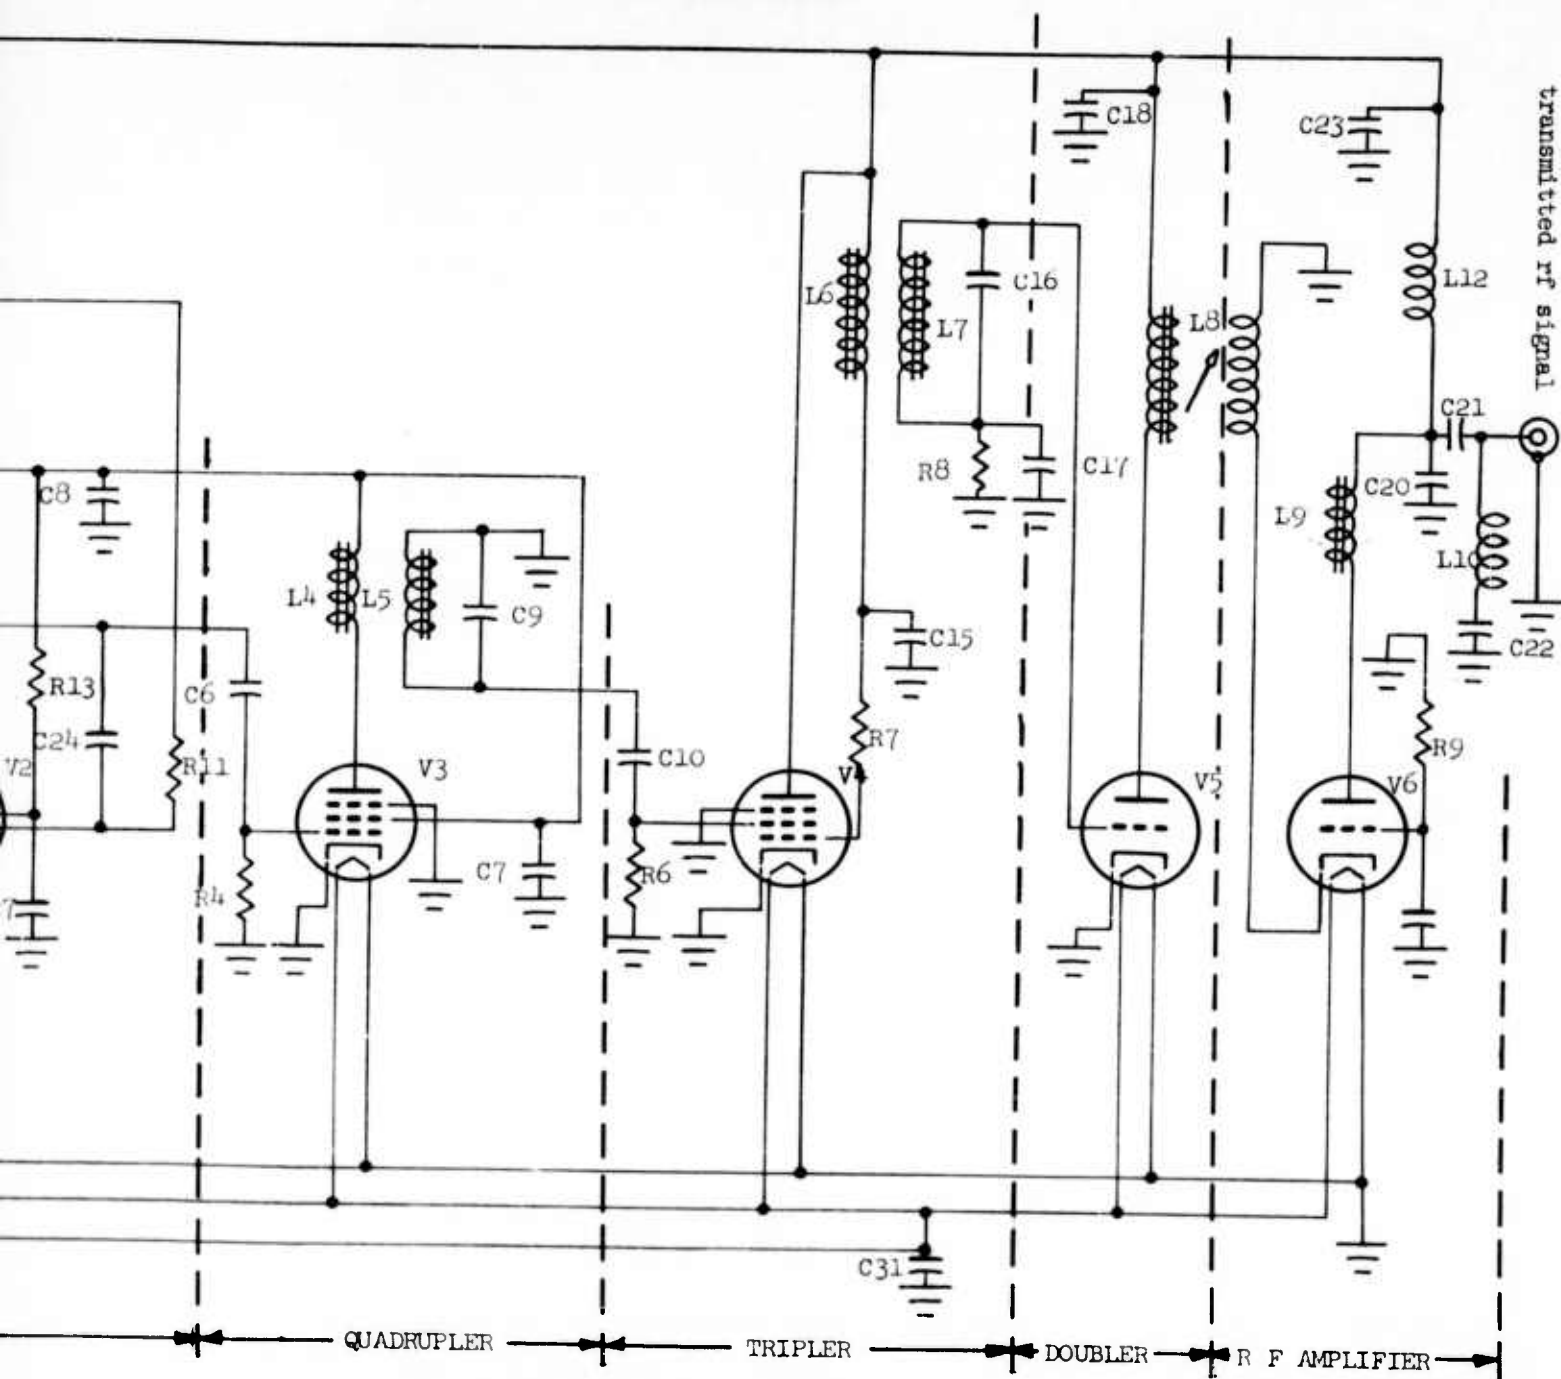 transmitted rf signal
C18
C23
L6
L7
C16
L8
L12
C21
R8
C17
C20
L9
L10
C22
C8
L4
L5
C9
C15
R13
C6
C24
V2
R11
V3
C10
R7
V4
V5
V6
R9
R4
C7
R6
C31
QUADRUPLER
TRIPLER
DOUBLER
R F AMPLIFIER